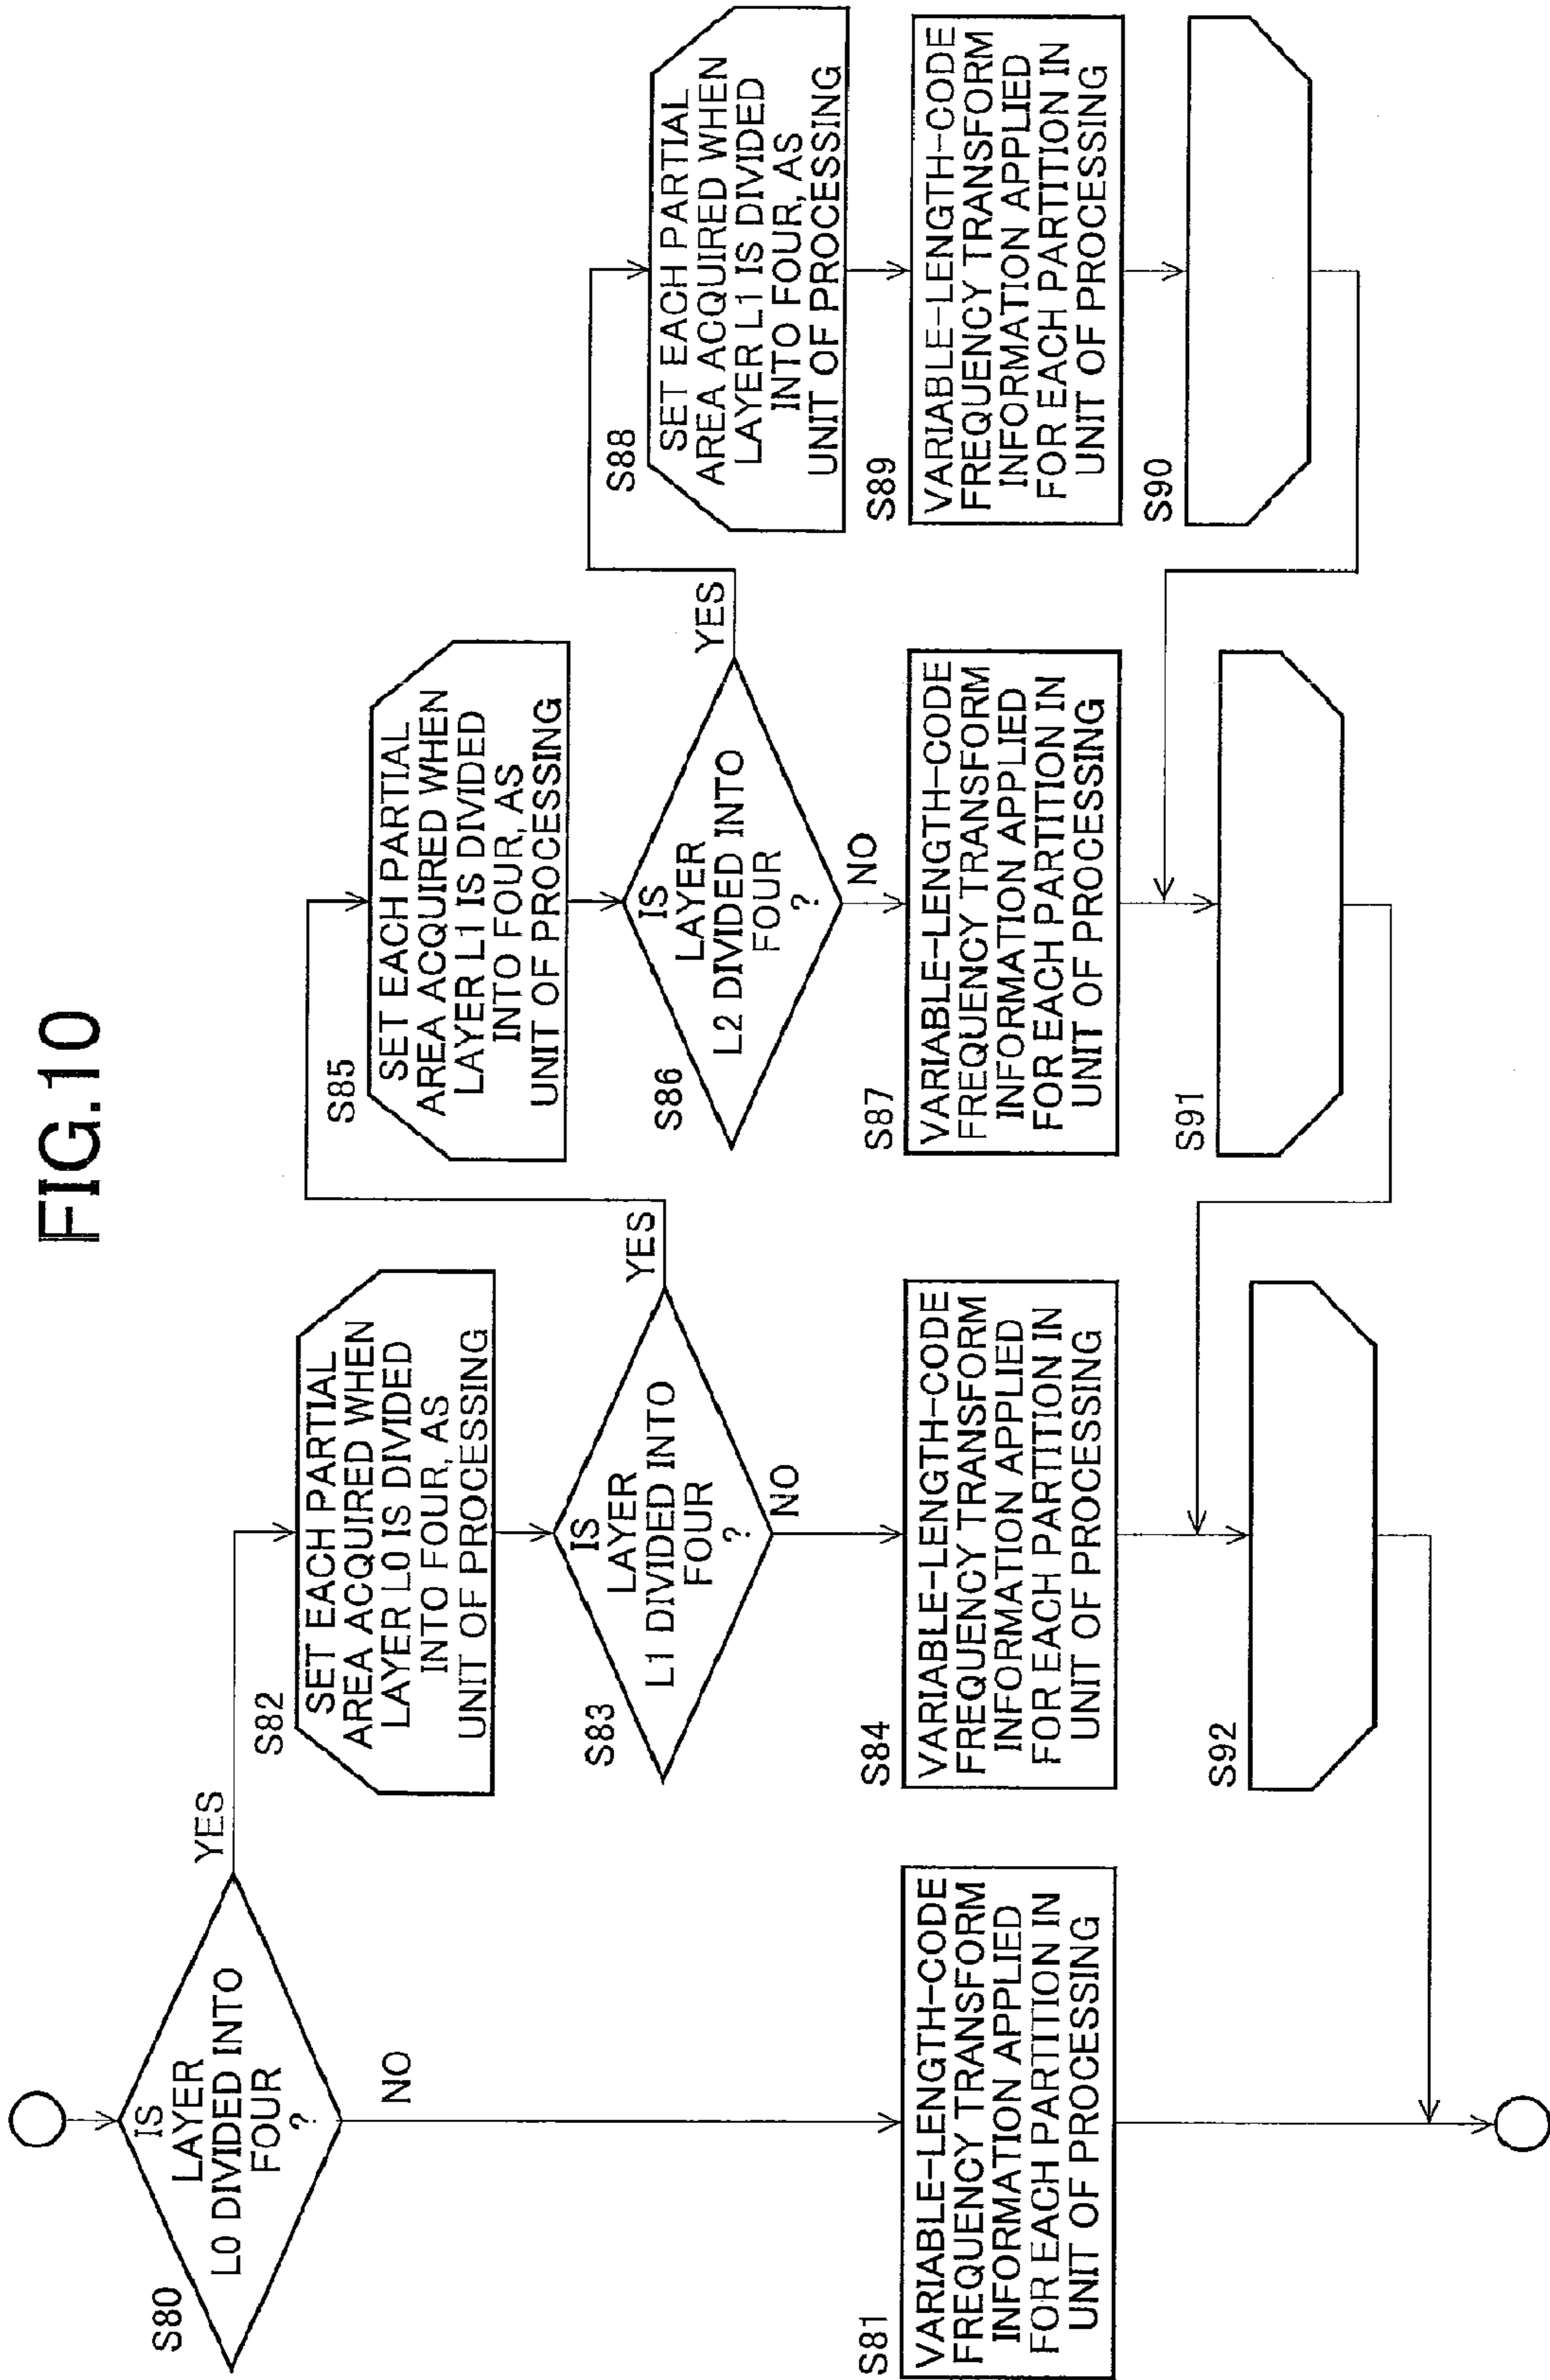 FIG.10
S80
IS
LAYER
L0 DIVIDED INTO
FOUR
?
YES
NO
S81
VARIABLE-LENGTH-CODE
FREQUENCY TRANSFORM
INFORMATION APPLIED
FOR EACH PARTITION IN
UNIT OF PROCESSING
S82
SET EACH PARTIAL
AREA ACQUIRED WHEN
LAYER L0 IS DIVIDED
INTO FOUR, AS
UNIT OF PROCESSING
S83
IS
LAYER
L1 DIVIDED INTO
FOUR
?
YES
NO
S84
VARIABLE-LENGTH-CODE
FREQUENCY TRANSFORM
INFORMATION APPLIED
FOR EACH PARTITION IN
UNIT OF PROCESSING
S92
S85
SET EACH PARTIAL
AREA ACQUIRED WHEN
LAYER L1 IS DIVIDED
INTO FOUR, AS
UNIT OF PROCESSING
S86
IS
LAYER
L2 DIVIDED INTO
FOUR
?
YES
NO
S87
VARIABLE-LENGTH-CODE
FREQUENCY TRANSFORM
INFORMATION APPLIED
FOR EACH PARTITION IN
UNIT OF PROCESSING
S91
S88
SET EACH PARTIAL
AREA ACQUIRED WHEN
LAYER L1 IS DIVIDED
INTO FOUR, AS
UNIT OF PROCESSING
S89
VARIABLE-LENGTH-CODE
FREQUENCY TRANSFORM
INFORMATION APPLIED
FOR EACH PARTITION IN
UNIT OF PROCESSING
S90